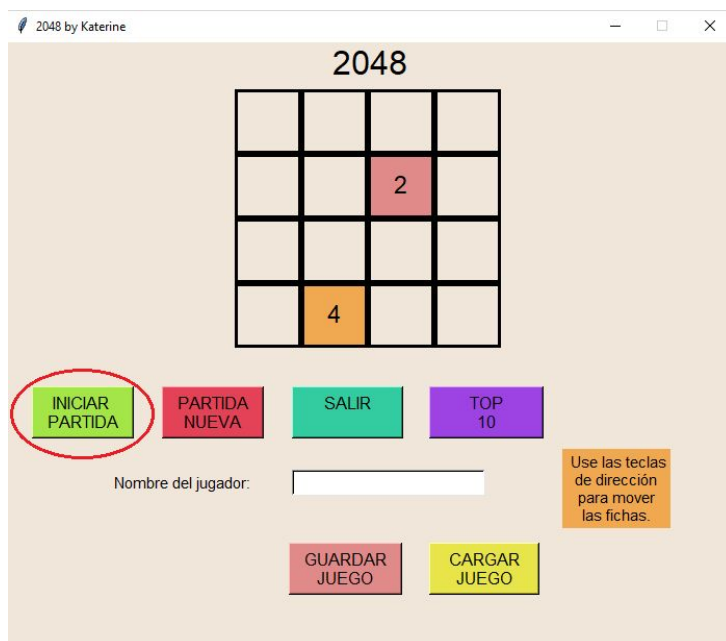 2048 by Katerine
2048
2
4
INICIAR
PARTIDA
PARTIDA
NUEVA
SALIR
TOP
10
Nombre del jugador:
Use las teclas
de dirección
para mover
las fichas.
GUARDAR
JUEGO
CARGAR
JUEGO